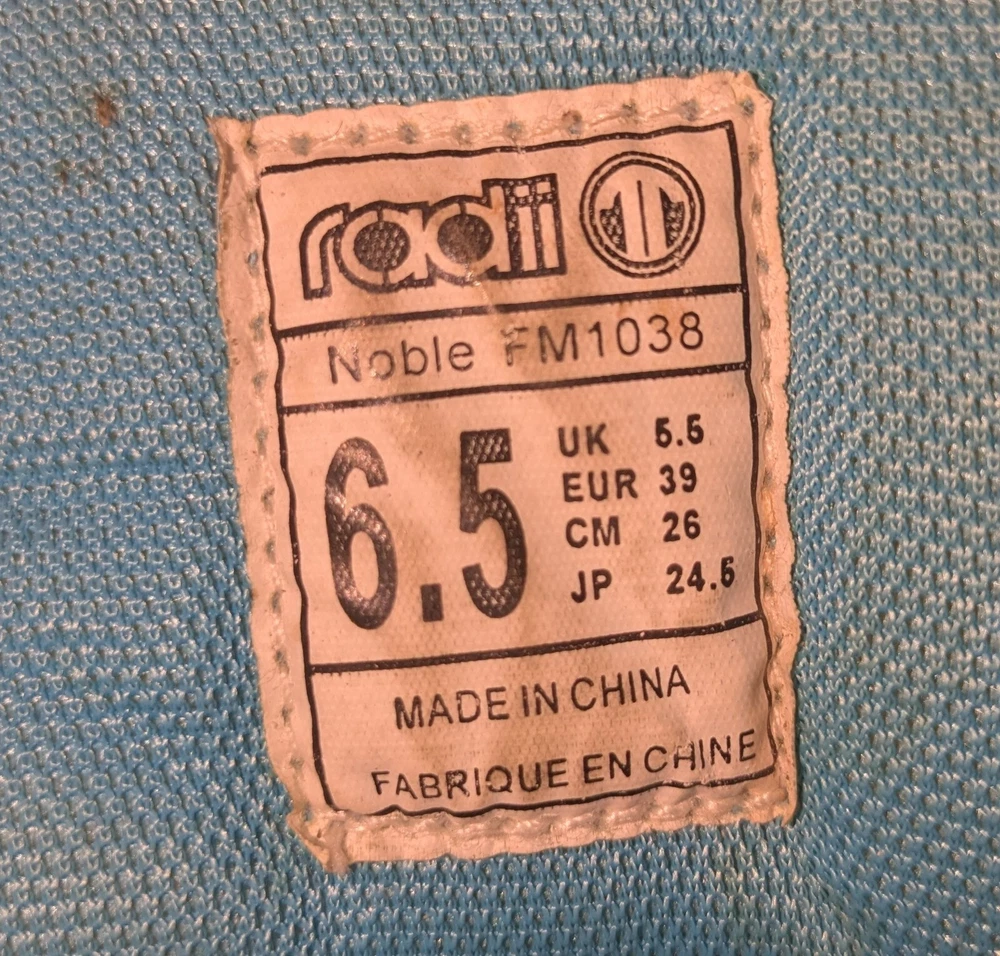 radii
Noble FM1038
6.5
UK 5.5
EUR 39
CM 26
JP 24.5
MADE IN CHINA
FABRIQUE EN CHINE